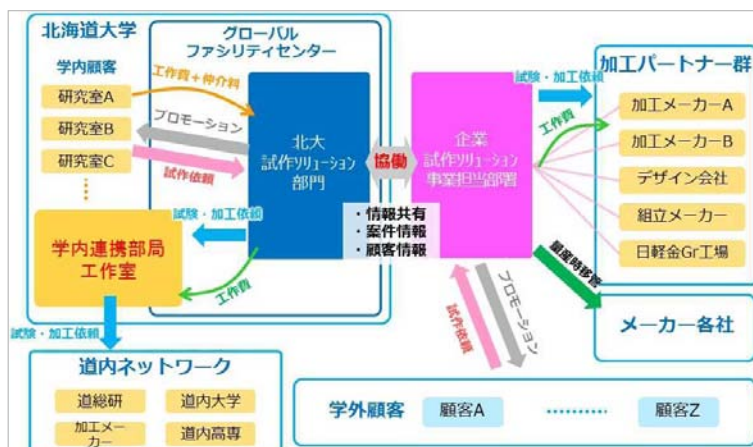 北海道大学
グローバル
ファシリティセンター
学内顧客
研究室A
研究室B
研究室C
工作費+仲介料
プロモーション
試作依頼
北大
試作ソリューション
部門
協働
・情報共有
・案件情報
・顧客情報
企業
試作ソリューション
事業担当部署
試験・加工依頼
工作費
加工パートナー群
加工メーカーA
加工メーカーB
デザイン会社
組立メーカー
日軽金Gr工場
試験・加工依頼
工作費
学内連携部局
工作室
試験・加工依頼
量産時移管
メーカー各社
プロモーション
試作依頼
道内ネットワーク
道総研
道内大学
加工メー
カー
道内高専
学外顧客
顧客A
顧客Z